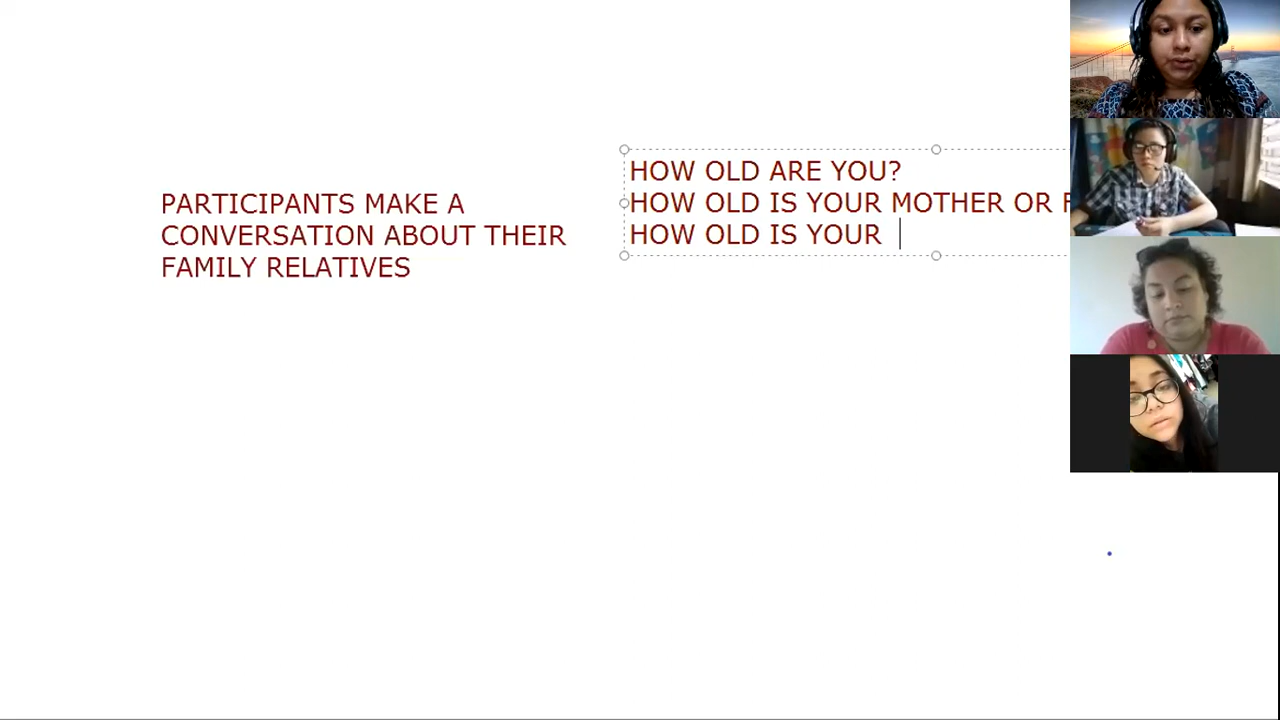 PARTICIPANTS MAKE A
CONVERSATION ABOUT THEIR
FAMILY RELATIVES
HOW OLD ARE YOU?
HOW OLD IS YOUR MOTHER OR
HOW OLD IS YOUR